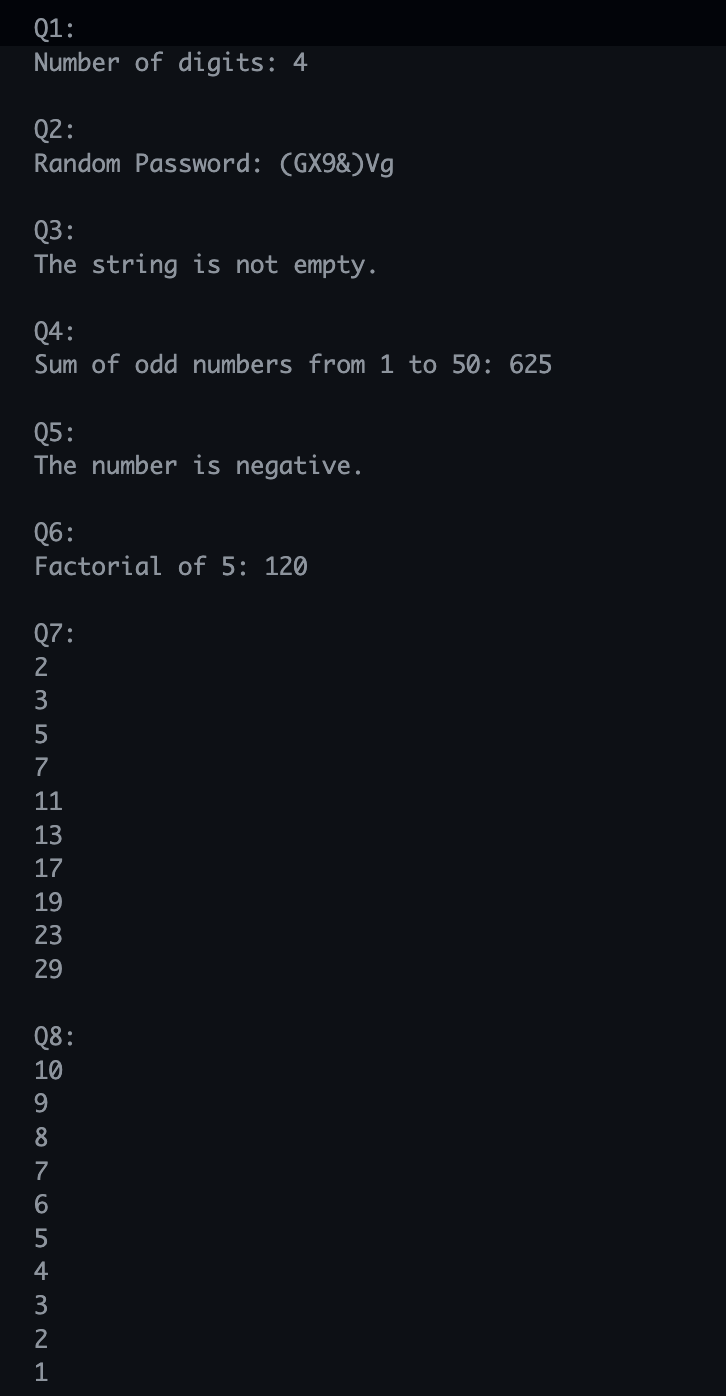 Q1:
Number of digits: 4
Q2:
Random Password: (GX9&)Vg
Q3:
The string is not empty.
Q4:
Sum of odd numbers from 1 to 50: 625
Q5:
The number is negative.
Q6:
Factorial of 5: 120
Q7:
2
3
5
7
11
13
17
19
23
29
Q8:
10
9
8
7
6
5
4
3
2
1